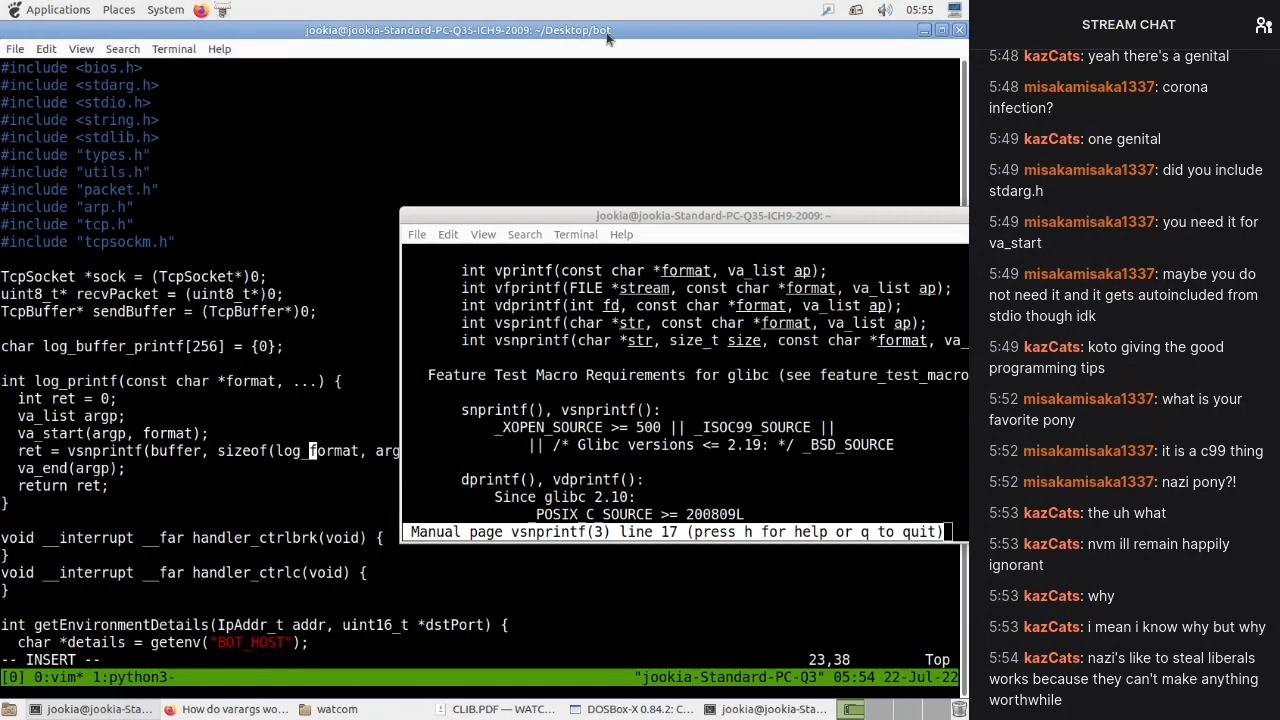 Applications Places System 05:55
jookia@jookia-Standard-PC-Q35-ICH9-2009: ~/Desktop/bot
File Edit View Search Terminal Help
#include <bios.h>
#include <stdarg.h>
#include <stdio.h>
#include <string.h>
#include <stdlib.h>
#include "types.h"
#include "utils.h"
#include "packet.h"
#include "arp.h"
#include "tcp.h"
#include "tcpsockm.h"
TcpSocket *sock = (TcpSocket*)0;
uint8_t* recvPacket = (uint8_t*)0;
TcpBuffer* sendBuffer = (TcpBuffer*)0;
char log_buffer_printf[256] = {0};
int log_printf(const char *format, ...) {
int ret = 0;
va_list argp;
va_start(argp, format);
ret = vsnprintf(buffer, sizeof(log_format, arg
va_end(argp);
return ret;
}
void __interrupt __far handler_ctrlbrk(void) {
}
void __interrupt __far handler_ctrlc(void) {
}
int getEnvironmentDetails(IpAddr_t addr, uint16_t *dstPort) {
char *details = getenv("BOT_HOST");
-- INSERT -- 23,38 Top
[0] 0:vim* 1:python3- "jookia-Standard-PC-Q3" 05:54 22-Jul-22
jookia@jookia-Standard-PC-Q35-ICH9-2009: ~
File Edit View Search Terminal Help
int vprintf(const char *format, va_list ap);
int vfprintf(FILE *stream, const char *format, va_list ap);
int vdprintf(int fd, const char *format, va_list ap);
int vsprintf(char *str, const char *format, va_list ap);
int vsnprintf(char *str, size_t size, const char *format, va_
Feature Test Macro Requirements for glibc (see feature_test_macro
snprintf(), vsnprintf():
_XOPEN_SOURCE >= 500 || _ISOC99_SOURCE ||
|| /* Glibc versions <= 2.19: */ _BSD_SOURCE
dprintf(), vdprintf():
Since glibc 2.10:
_POSIX_C_SOURCE >= 200809L
Manual page vsnprintf(3) line 17 (press h for help or q to quit)
jookia@jookia-Sta... How do varargs wo... watcom CLIB.PDF — WATC... DOSBox-X 0.84.2: C... jookia@jookia-Sta...
STREAM CHAT
5:48 kazCats: yeah there's a genital
5:48 misakamisaka1337: corona
infection?
5:49 kazCats: one genital
5:49 misakamisaka1337: did you include
stdarg.h
5:49 misakamisaka1337: you need it for
va_start
5:49 misakamisaka1337: maybe you do
not need it and it gets autoincluded from
stdio though idk
5:49 kazCats: koto giving the good
programming tips
5:52 misakamisaka1337: what is your
favorite pony
5:52 misakamisaka1337: it is a c99 thing
5:52 misakamisaka1337: nazi pony?!
5:53 kazCats: the uh what
5:53 kazCats: nvm ill remain happily
ignorant
5:53 kazCats: why
5:53 kazCats: i mean i know why but why
5:54 kazCats: nazi's like to steal liberals
works because they can't make anything
worthwhile